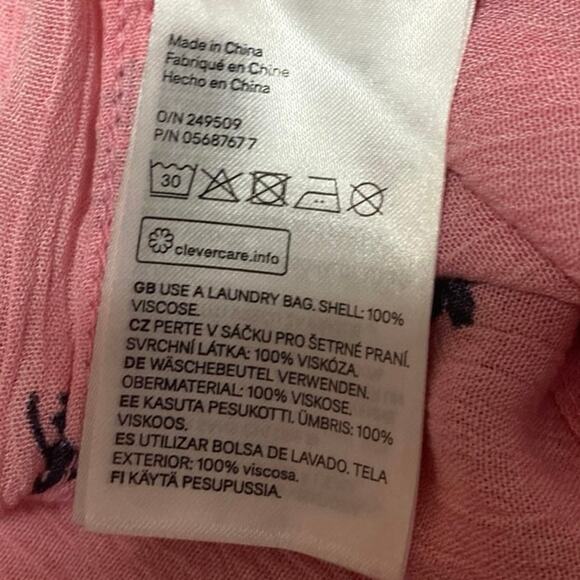 Made in China
Fabriqué en Chine
Hecho en China
O/N 249509
P/N 05687677
30
clevercare.info
GB USE A LAUNDRY BAG. SHELL: 100%
VISCOSE.
CZ PERTE V SÁČKU PRO ŠETRNÉ PRANÍ.
SVRCHNÍ LÁTKA: 100% VISKÓZA.
DE WÄSCHEBEUTEL VERWENDEN.
OBERMATERIAL: 100% VISKOSE.
EE KASUTA PESUKOTTI. ÜMBRIS: 100%
VISKOOS.
ES UTILIZAR BOLSA DE LAVADO. TELA
EXTERIOR: 100% viscosa.
FI KÄYTÄ PESUPUSSIA.